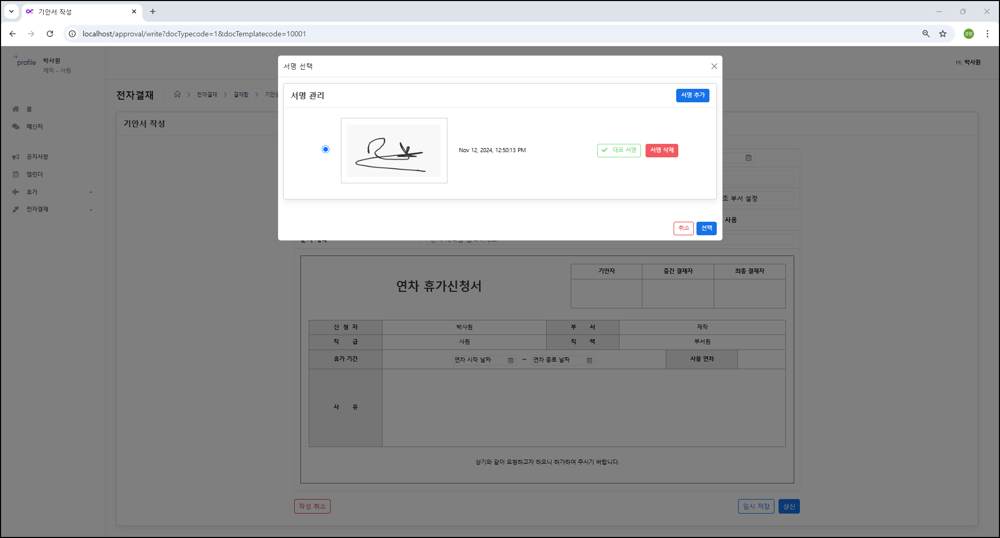 기안서 작성
localhost/approval/write?docTypecode=1&docTemplatecode=10001
경환
profile
박사원
제작 - 사원
Hi, 박사원
홈
메신저
공지사항
캘린더
휴가
전자결재
전자결재
전자결재
결재함
기안서 작성
서명 선택
서명 관리
서명 추가
Nov 12, 2024, 12:50:13 PM
대표 서명
서명 삭제
취소
선택
조 부서 설정
사용
연차 휴가신청서
기안자
중간 결재자
최종 결재자
신 청 자
박사원
부 서
제작
직 급
사원
직 책
부서원
휴가 기간
연차 시작 날짜
~
연차 종료 날짜
사용 연차
사 유
상기와 같이 요청하고자 하오니 허가하여 주시기 바랍니다.
작성 취소
임시 저장
상신